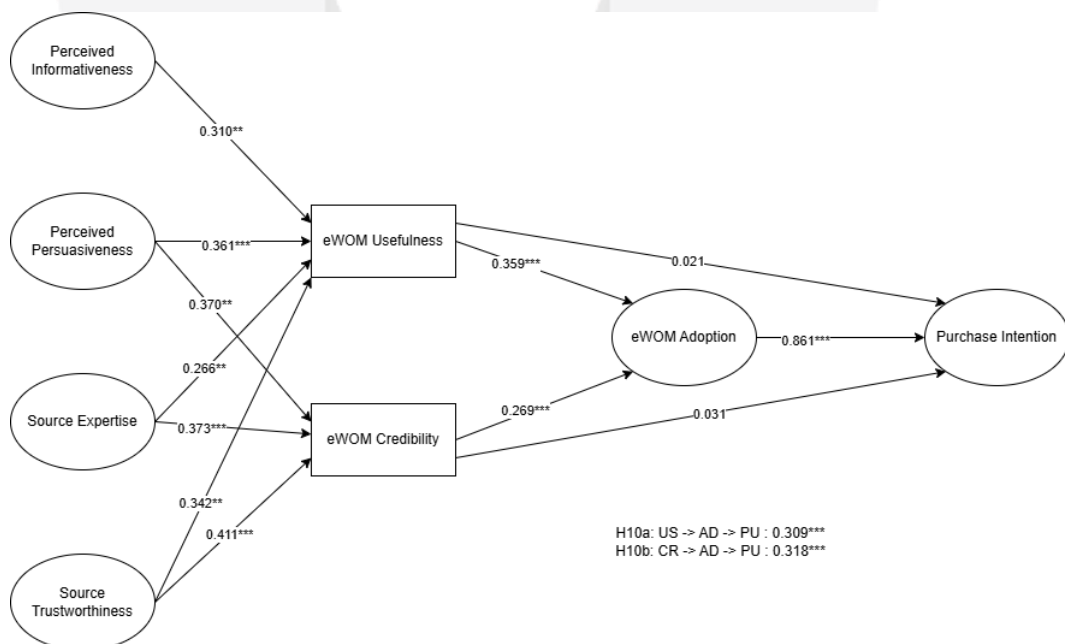 Perceived
Informativeness
0.310**
Perceived
Persuasiveness
0.361***
eWOM Usefulness
0.359***
0.021
0.370**
eWOM Adoption
0.861***
Purchase Intention
0.266**
Source Expertise
0.373***
eWOM Credibility
0.269***
0.031
0.342**
0.411***
H10a: US -> AD -> PU : 0.309***
H10b: CR -> AD -> PU : 0.318***
Source
Trustworthiness